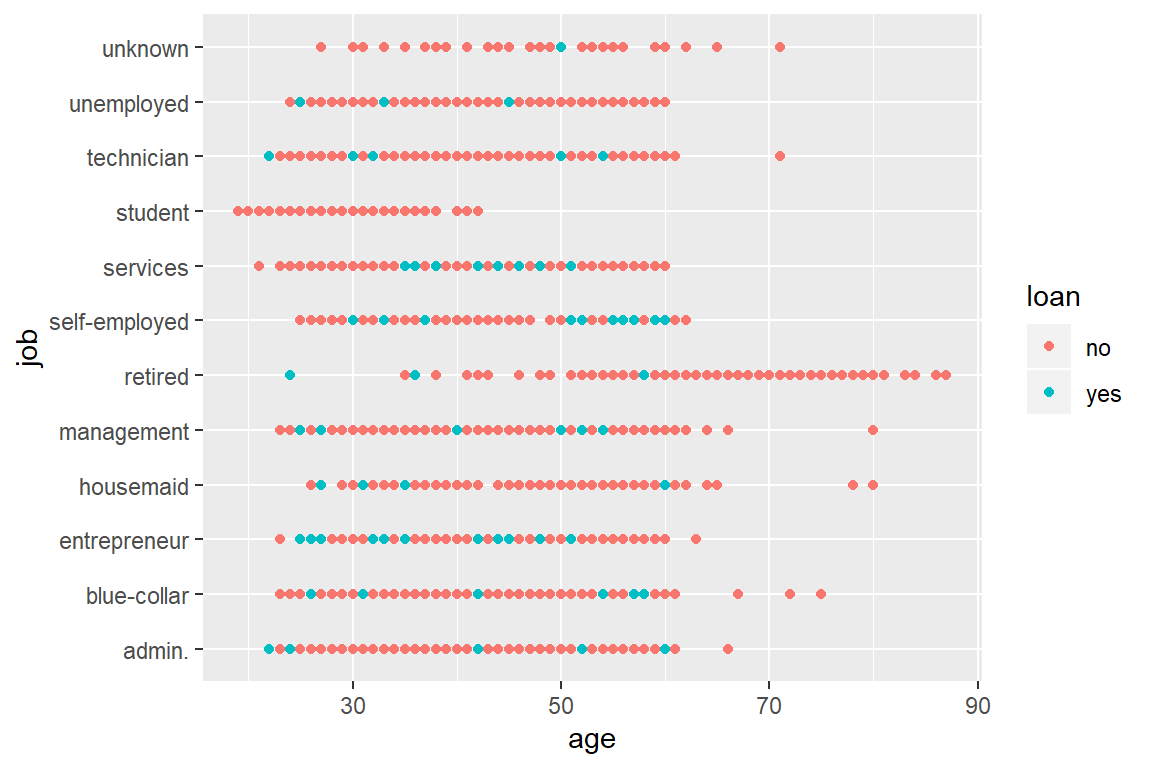 unknown
unemployed
technician
student
services
self-employed
retired
management
housemaid
entrepreneur
blue-collar
admin.
job
30 50 70 90
age
loan
no
yes